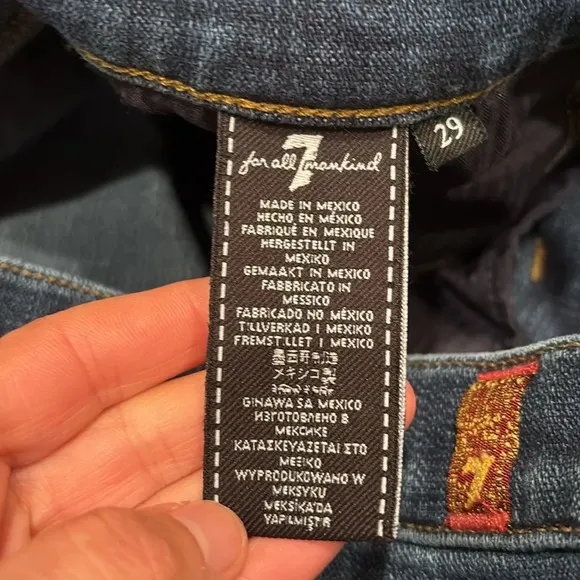 for all 7 mankind
29
MADE IN MEXICO
HECHO EN MÉXICO
FABRIQUÉ EN MEXIQUE
HERGESTELLT IN
MEXIKO
GEMAAKT IN MEXICO
FABBRICATO IN
MESSICO
FABRICADO NO MÉXICO
TILLVERKAD I MEXIKO
FREMSTILLET I MEXICO
墨西哥制造
メキシコ製
GINAWA SA MEXICO
ИЗГОТОВЛЕНО В
МЕКСИКЕ
ΚΑΤΑΣΚΕΥΑΖΕΤΑΙ ΣΤΟ
ΜΕΞΙΚΟ
WYPRODUKOWANO W
MEKSYKU
MEKSİKA'DA
YAPILMIŞTIR
7